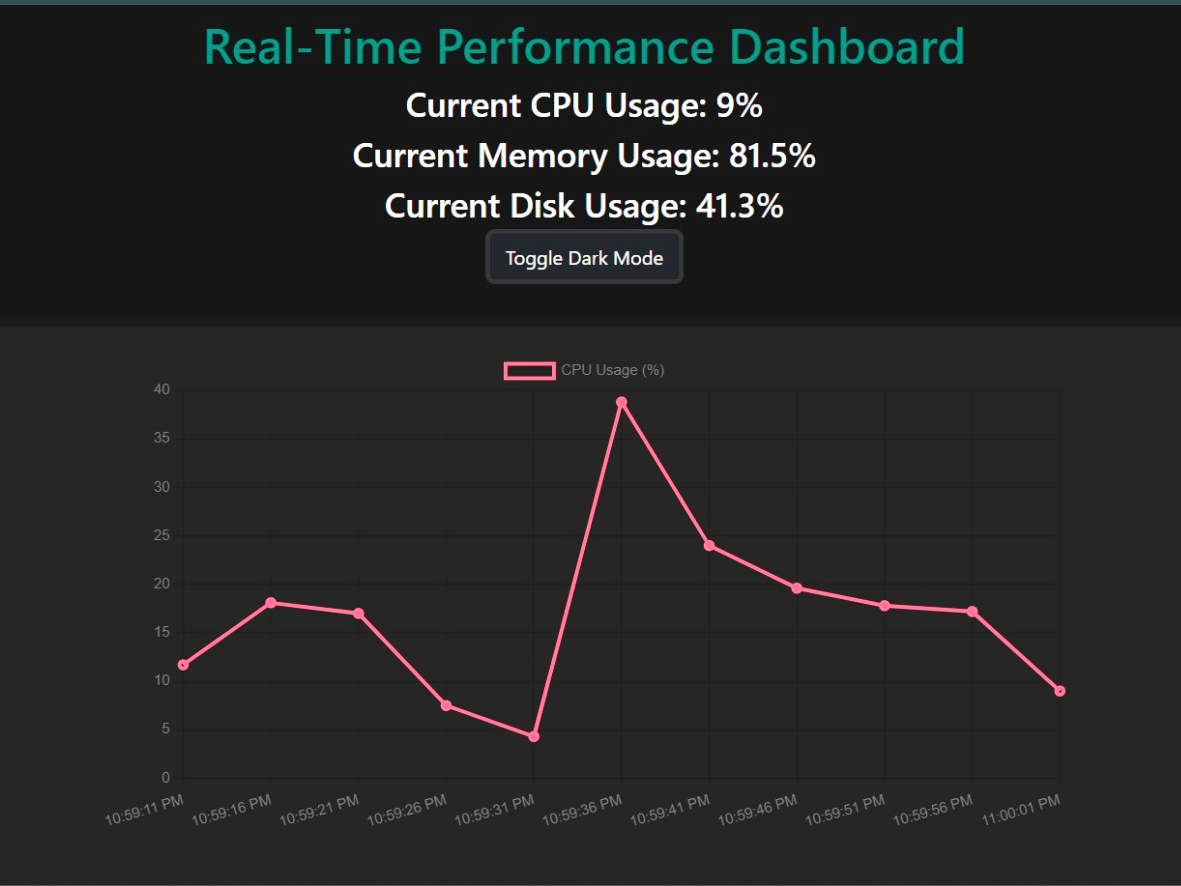 Real-Time Performance Dashboard
Current CPU Usage: 9%
Current Memory Usage: 81.5%
Current Disk Usage: 41.3%
Toggle Dark Mode
CPU Usage (%)
40
35
30
25
20
15
10
5
0
10:59:11 PM
10:59:16 PM
10:59:21 PM
10:59:26 PM
10:59:31 PM
10:59:36 PM
10:59:41 PM
10:59:46 PM
10:59:51 PM
10:59:56 PM
11:00:01 PM